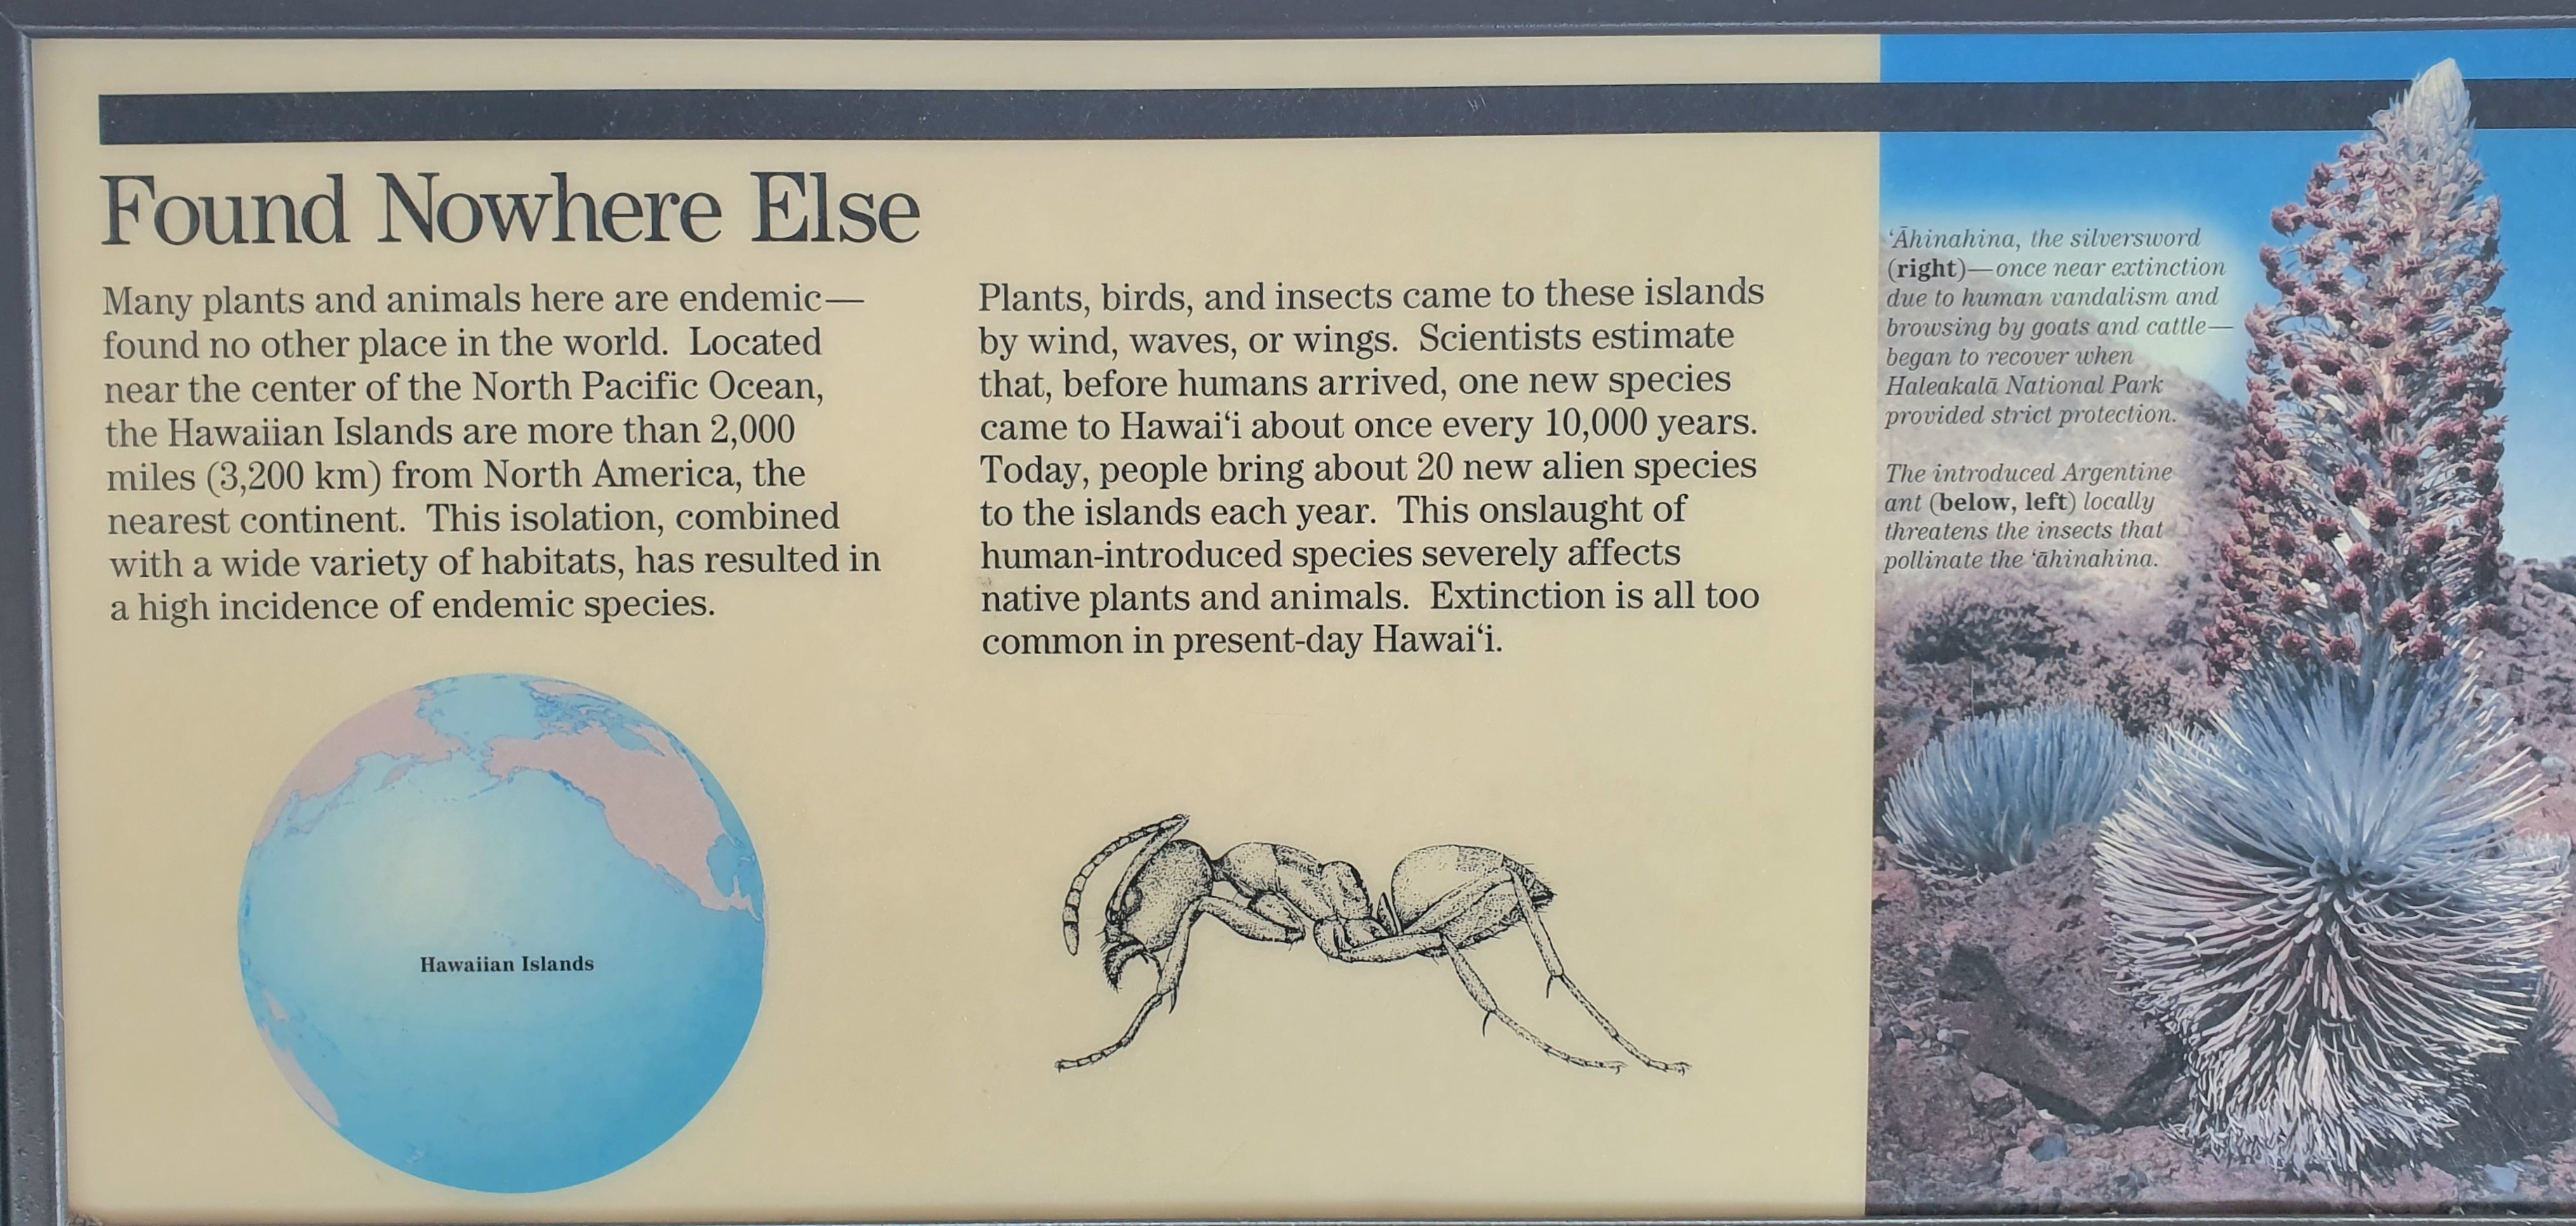 Found Nowhere Else
Many plants and animals here are endemic—
found no other place in the world.  Located
near the center of the North Pacific Ocean,
the Hawaiian Islands are more than 2,000
miles (3,200 km) from North America, the
nearest continent.  This isolation, combined
with a wide variety of habitats, has resulted in
a high incidence of endemic species.
Plants, birds, and insects came to these islands
by wind, waves, or wings.  Scientists estimate
that, before humans arrived, one new species
came to Hawai‘i about once every 10,000 years.
Today, people bring about 20 new alien species
to the islands each year.  This onslaught of
human-introduced species severely affects
native plants and animals.  Extinction is all too
common in present-day Hawai‘i.
Hawaiian Islands
‘Āhinahina, the silversword
(right)—once near extinction
due to human vandalism and
browsing by goats and cattle—
began to recover when
Haleakalā National Park
provided strict protection.
The introduced Argentine
ant (below, left) locally
threatens the insects that
pollinate the ‘āhinahina.